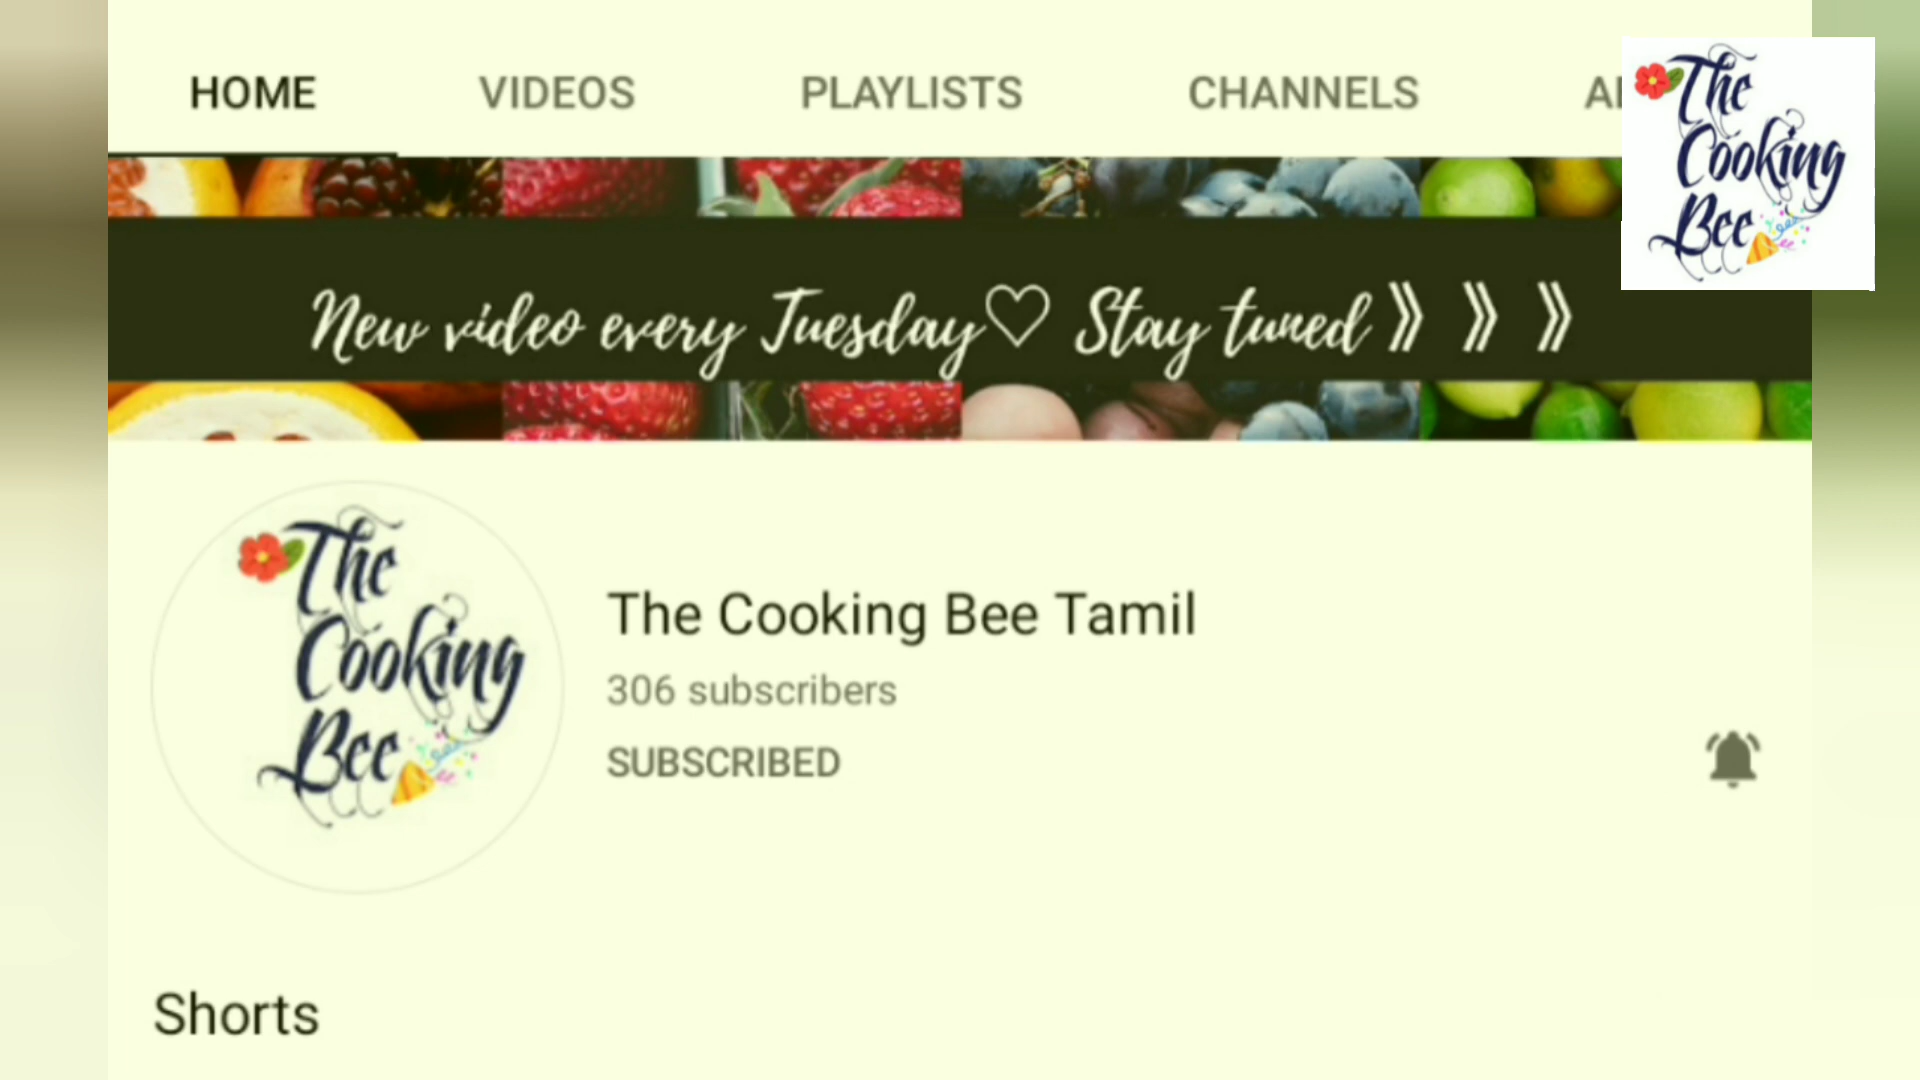 HOME VIDEOS PLAYLISTS CHANNELS
The
Cooking
Bee
New video every Tuesday♡ Stay tuned》》》
The
Cooking
Bee
The Cooking Bee Tamil
306 subscribers
SUBSCRIBED
Shorts